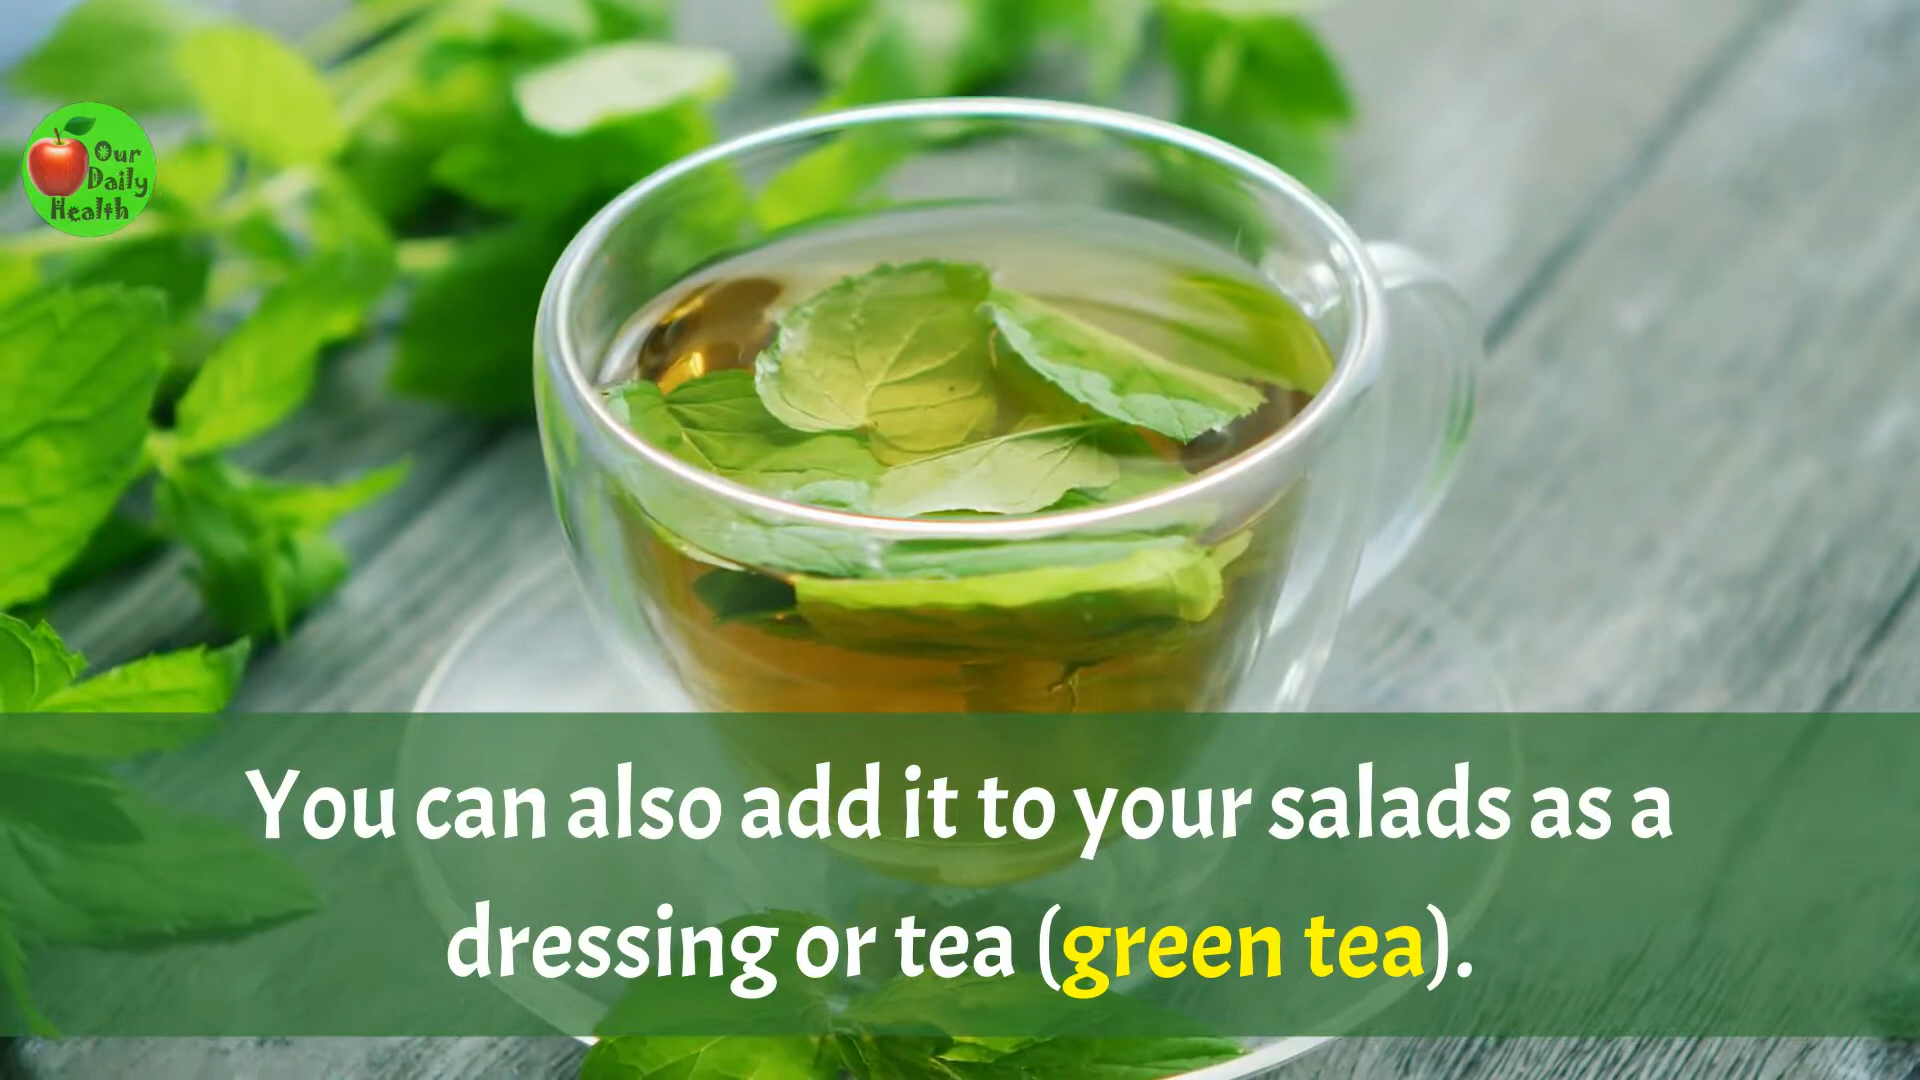 Our
Daily
Health
You can also add it to your salads as a
dressing or tea (green tea).